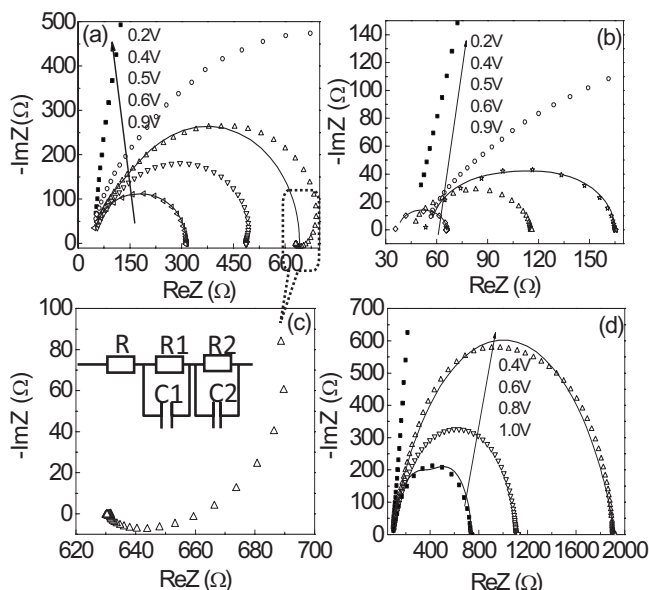 (a)
0.2V
0.4V
0.5V
0.6V
0.9V
500
400
300
200
100
0
-ImZ(Ω)
0 150 300 450 600
ReZ (Ω)
(b)
0.2V
0.4V
0.5V
0.6V
0.9V
140
120
100
80
60
40
20
0
-ImZ(Ω)
30 60 90 120 150
ReZ (Ω)
(c)
R R1 R2
C1 C2
100
80
60
40
20
0
-ImZ (Ω)
620 640 660 680 700
ReZ (Ω)
(d)
0.4V
0.6V
0.8V
1.0V
700
600
500
400
300
200
100
0
-ImZ (Ω)
400 800 1200 1600 2000
ReZ (Ω)